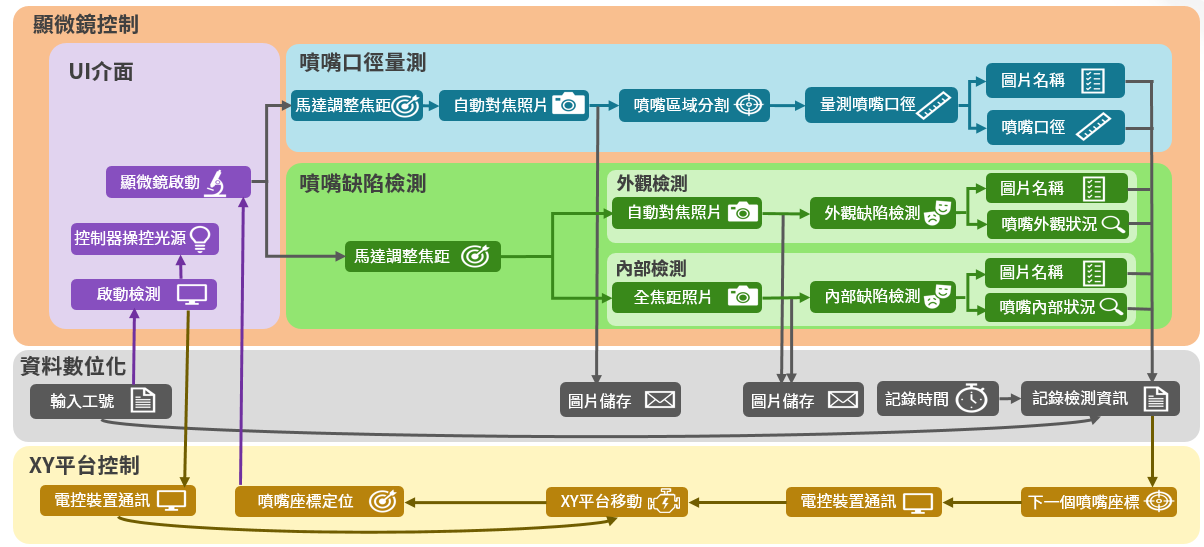 顯微鏡控制
UI介面
噴嘴口徑量測
馬達調整焦距
自動對焦照片
噴嘴區域分割
量測噴嘴口徑
圖片名稱
噴嘴口徑
顯微鏡啟動
控制器操控光源
啟動檢測
噴嘴缺陷檢測
馬達調整焦距
外觀檢測
自動對焦照片
外觀缺陷檢測
圖片名稱
噴嘴外觀狀況
內部檢測
全焦距照片
內部缺陷檢測
圖片名稱
噴嘴內部狀況
資料數位化
輸入工號
圖片儲存
圖片儲存
記錄時間
記錄檢測資訊
XY平台控制
電控裝置通訊
噴嘴座標定位
XY平台移動
電控裝置通訊
下一個噴嘴座標